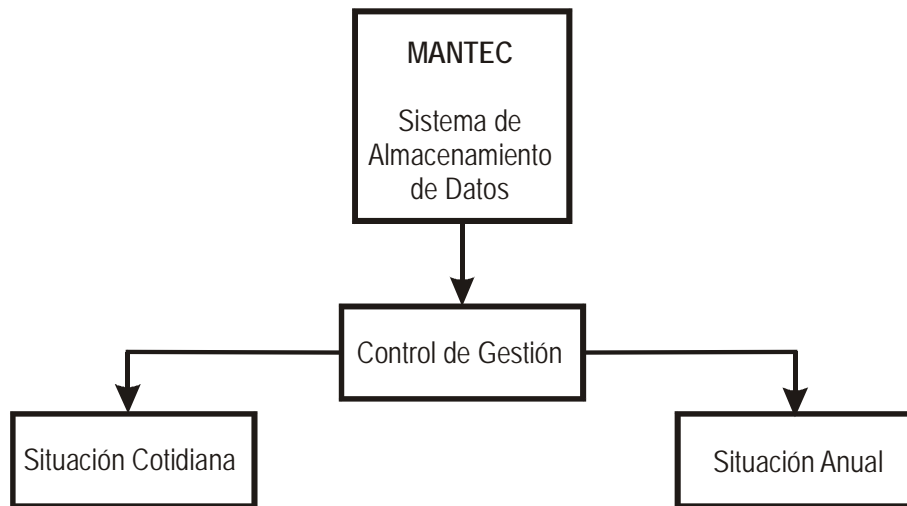 MANTEC
Sistema de
Almacenamiento
de Datos
Control de Gestión
Situación Cotidiana
Situación Anual